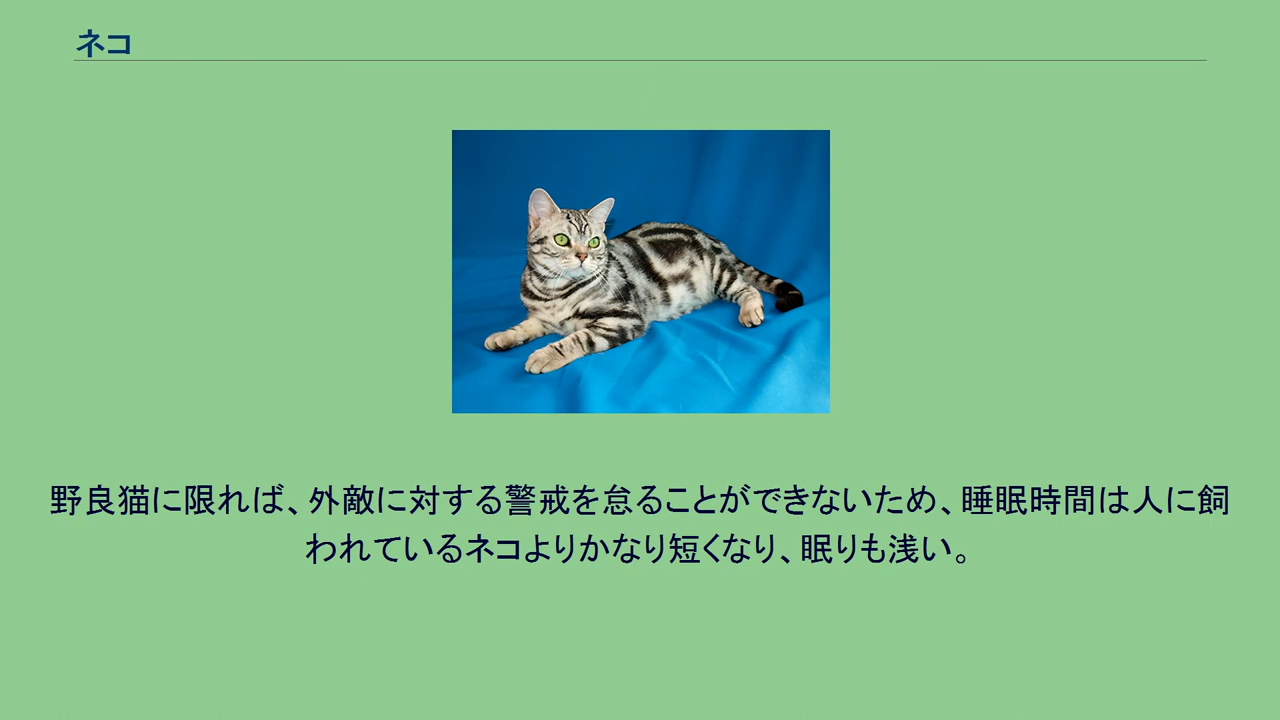 ネコ
野良猫に限れば、外敵に対する警戒を怠ることができないため、睡眠時間は人に飼
われているネコよりかなり短くなり、眠りも浅い。